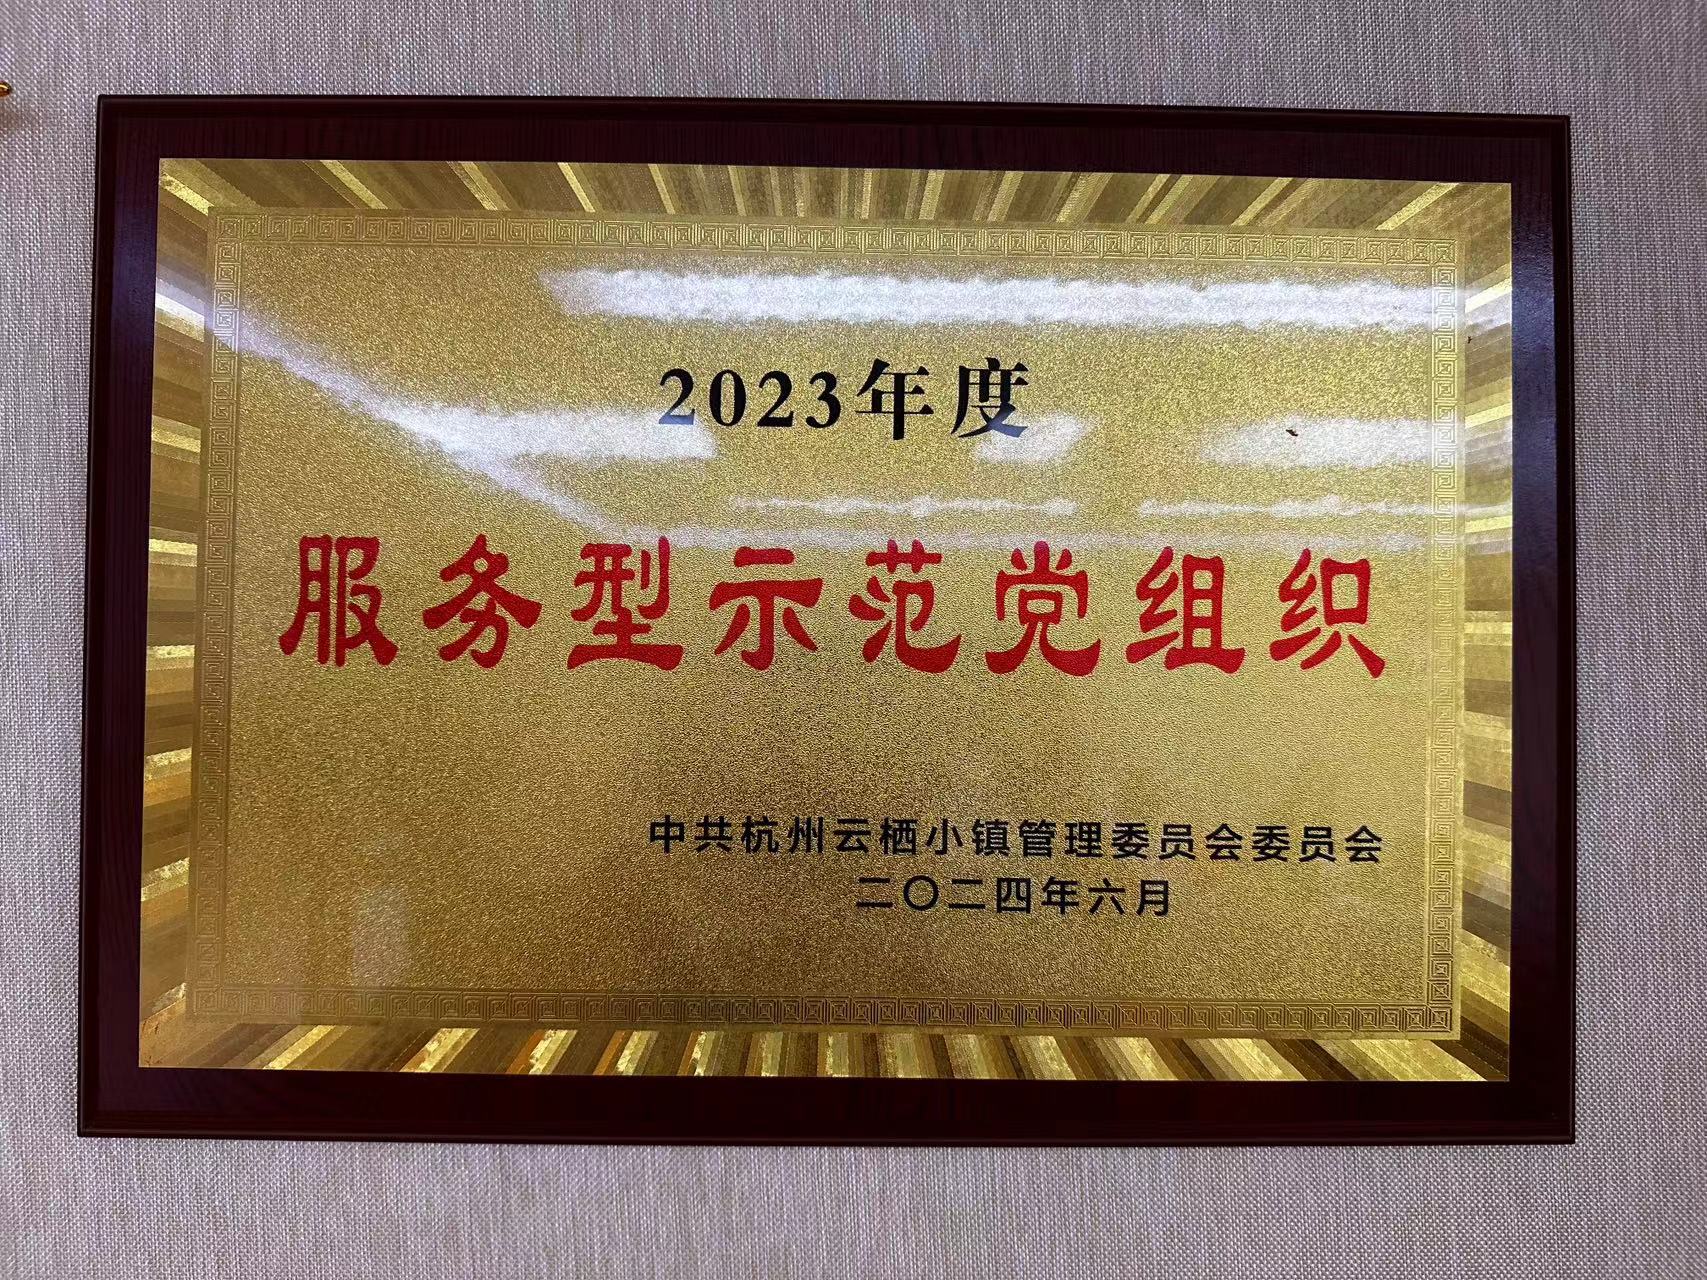 2023年度
服务型示范党组织
中共杭州云栖小镇管理委员会委员会
二〇二四年六月